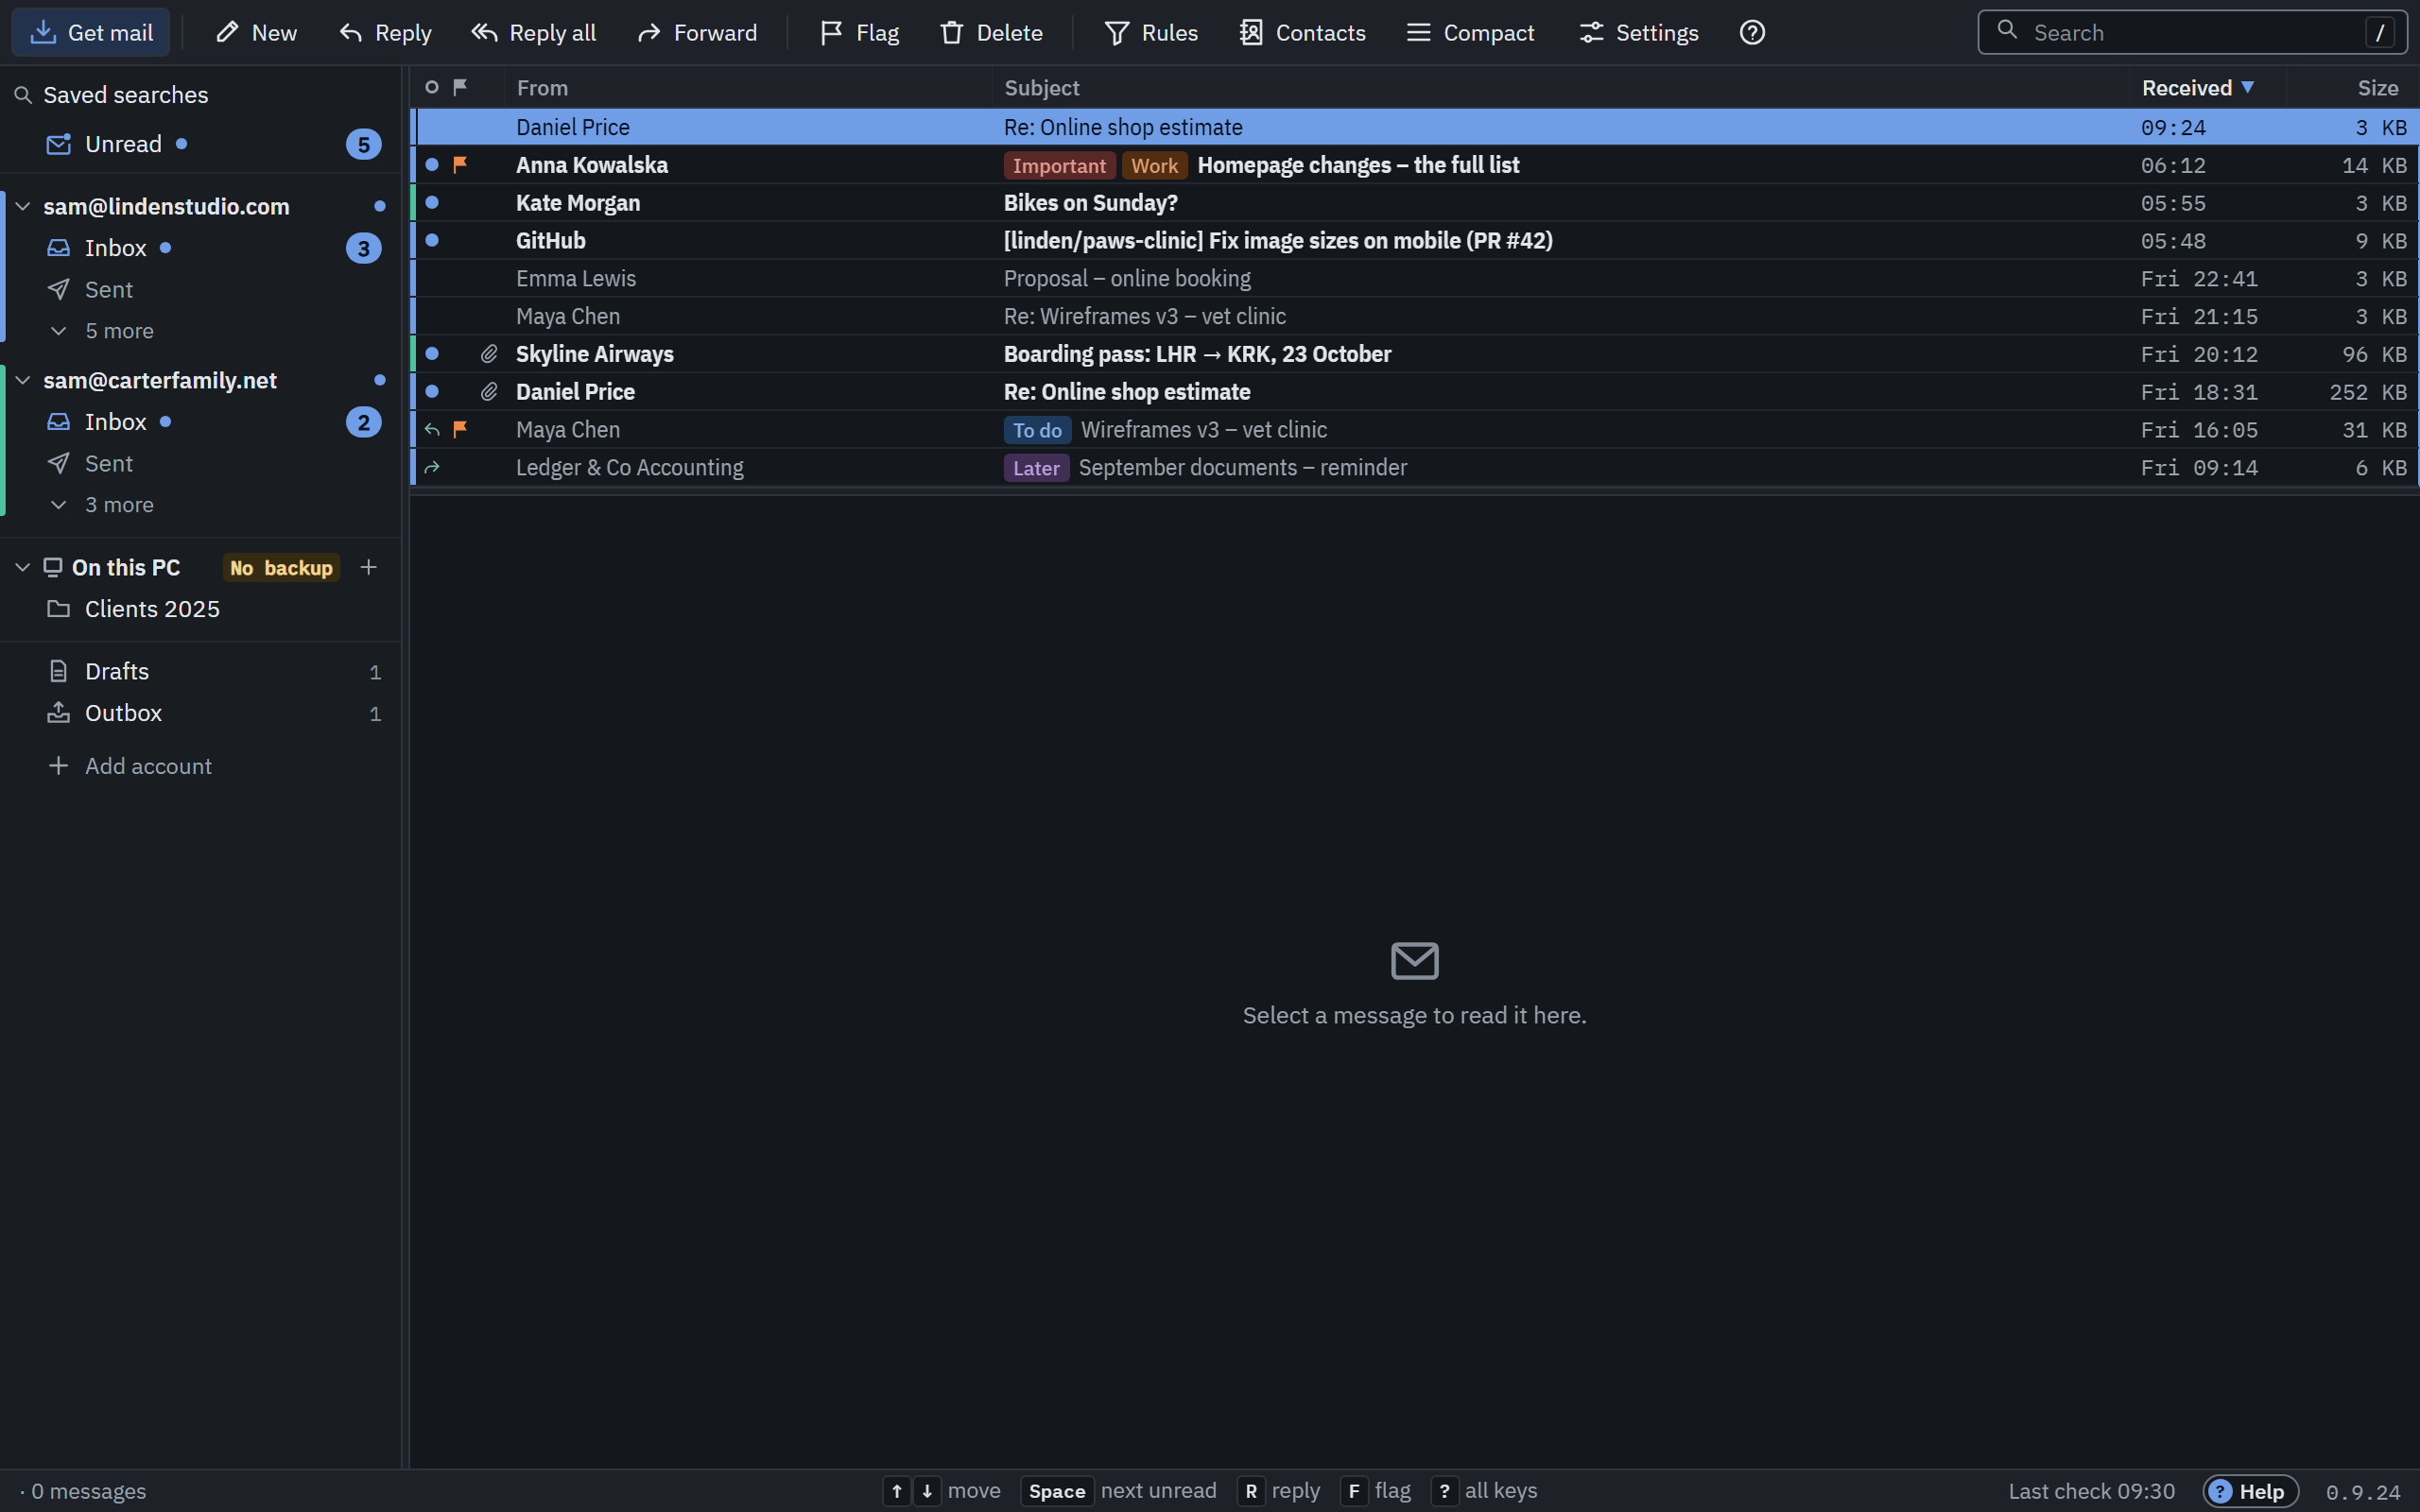 Get mail New Reply Reply all Forward Flag Delete Rules Contacts Compact Settings ? Search /
Saved searches
Unread 5
sam@lindenstudio.com
Inbox 3
Sent
5 more
sam@carterfamily.net
Inbox 2
Sent
3 more
On this PC No backup +
Clients 2025
Drafts 1
Outbox 1
+ Add account
From Subject Received ▼ Size
Daniel Price Re: Online shop estimate 09:24 3 KB
Anna Kowalska Important Work Homepage changes – the full list 06:12 14 KB
Kate Morgan Bikes on Sunday? 05:55 3 KB
GitHub [linden/paws-clinic] Fix image sizes on mobile (PR #42) 05:48 9 KB
Emma Lewis Proposal – online booking Fri 22:41 3 KB
Maya Chen Re: Wireframes v3 – vet clinic Fri 21:15 3 KB
Skyline Airways Boarding pass: LHR → KRK, 23 October Fri 20:12 96 KB
Daniel Price Re: Online shop estimate Fri 18:31 252 KB
Maya Chen To do Wireframes v3 – vet clinic Fri 16:05 31 KB
Ledger & Co Accounting Later September documents – reminder Fri 09:14 6 KB
Select a message to read it here.
· 0 messages ↑ ↓ move Space next unread R reply F flag ? all keys Last check 09:30 ? Help 0.9.24